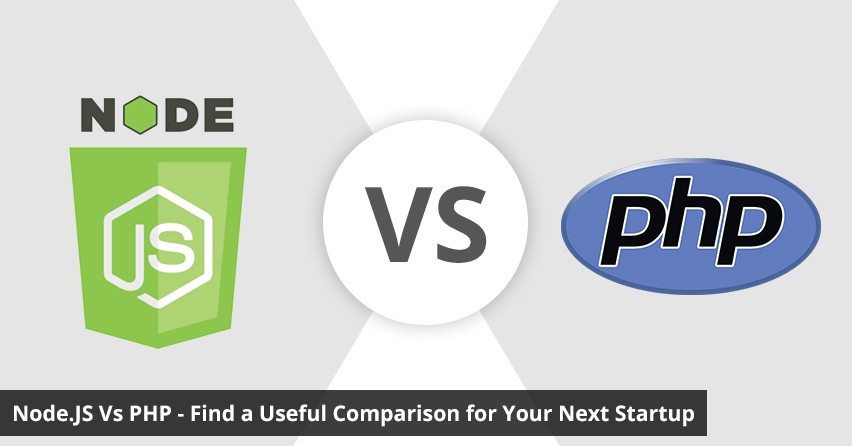 NODE
JS
VS
php
Node.JS Vs PHP - Find a Useful Comparison for Your Next Startup